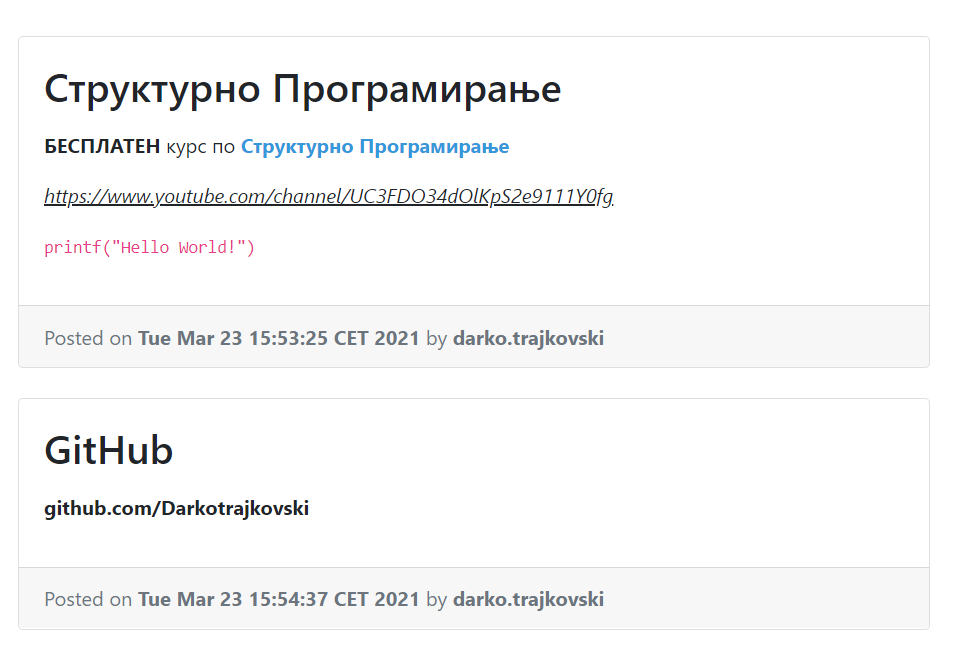 Структурно Програмирање
БЕСПЛАТЕН курс по Структурно Програмирање
https://www.youtube.com/channel/UC3FDO34dOlKpS2e9111Y0fg
printf("Hello World!")
Posted on Tue Mar 23 15:53:25 CET 2021 by darko.trajkovski
GitHub
github.com/Darkotrajkovski
Posted on Tue Mar 23 15:54:37 CET 2021 by darko.trajkovski